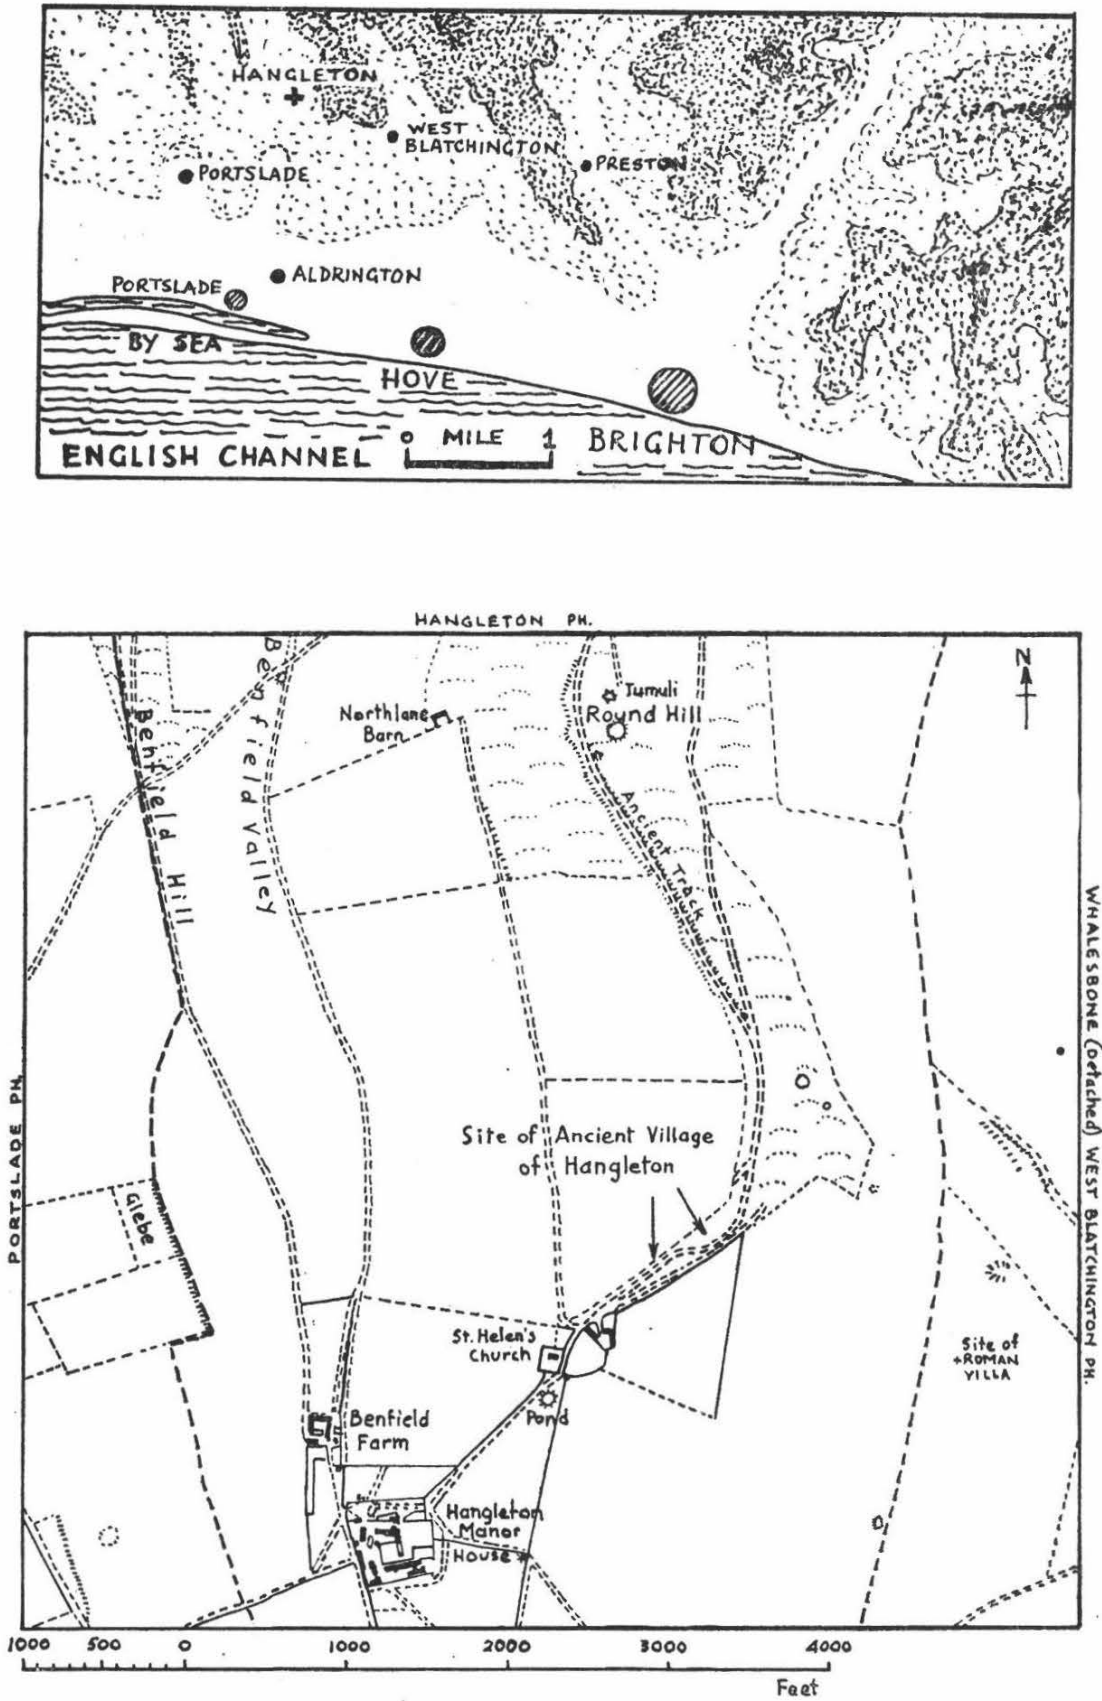 HANGLETON
WEST
BLATCHINGTON
PRESTON
PORTSLADE
ALDRINGTON
PORTSLADE
BY SEA
HOVE
0 MILE 1
BRIGHTON
ENGLISH CHANNEL
HANGLETON PH.
N
Benfield Hill
Benfield Valley
Northlane
Barn
Tumuli
Round Hill
Ancient Track
PORTSLADE PH.
WHALESBONE (Detached) WEST BLATCHINGTON PH.
Site of Ancient Village
of Hangleton
Glebe
St. Helen's
Church
Pond
Site of
+ROMAN
VILLA
Benfield
Farm
Hangleton
Manor
House
1000 500 0 1000 2000 3000 4000
Feet